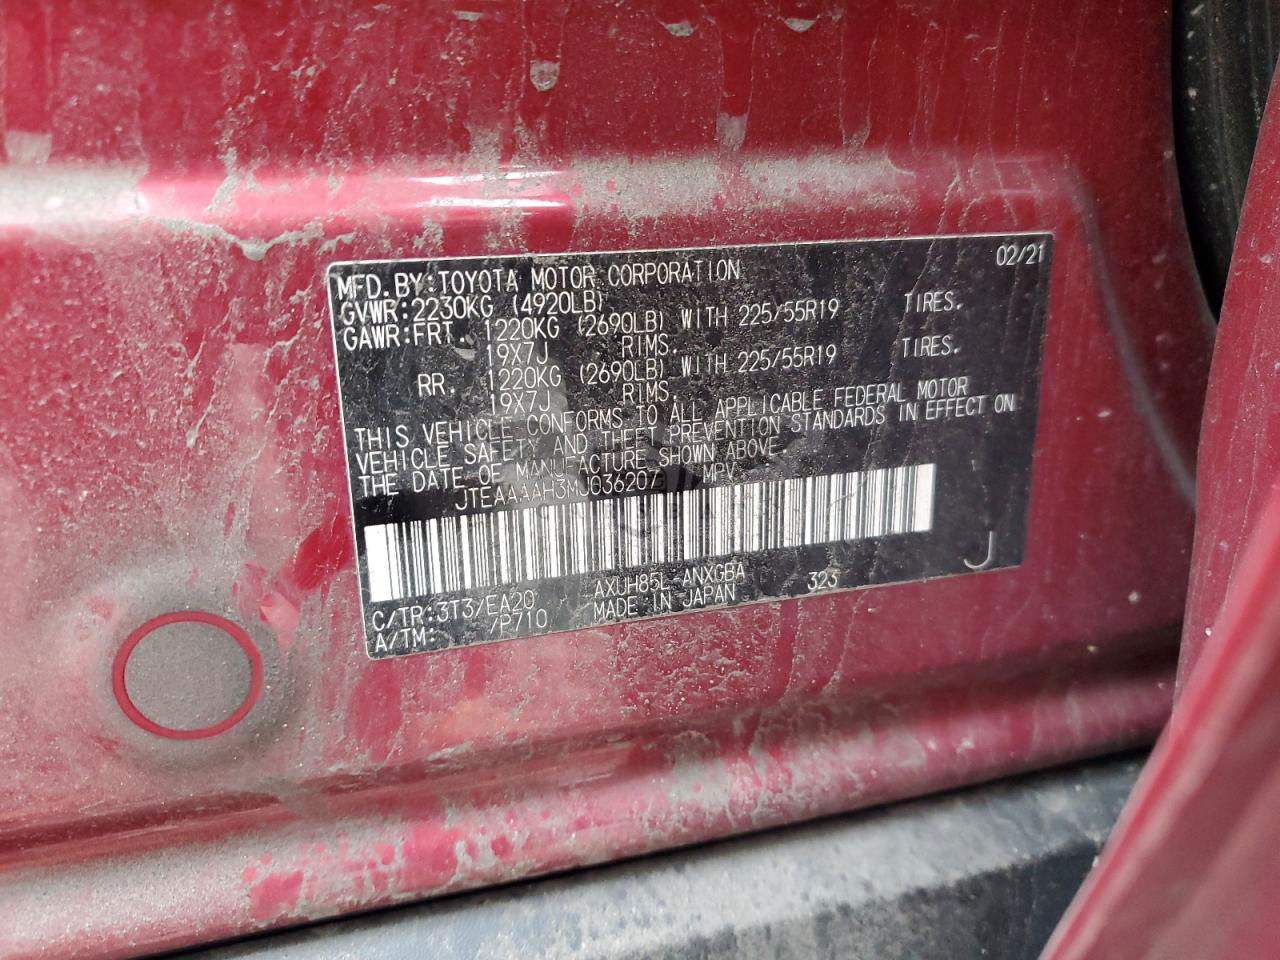 02/21
MFD.BY:TOYOTA MOTOR CORPORATION
GVWR:2230KG (4920LB)
GAWR:FRT. 1220KG (2690LB) WITH 225/55R19 TIRES.
19X7J RIMS.
RR. 1220KG (2690LB) WITH 225/55R19 TIRES.
19X7J RIMS.
THIS VEHICLE CONFORMS TO ALL APPLICABLE FEDERAL MOTOR
VEHICLE SAFETY AND THEFT PREVENTION STANDARDS IN EFFECT ON
THE DATE OF MANUFACTURE SHOWN ABOVE.
JTEAAAAH3MJ036207 MPV
C/TR:3T3/EA20 AXUH85L-ANXGBA 323
A/TM: /P710 MADE IN JAPAN
J